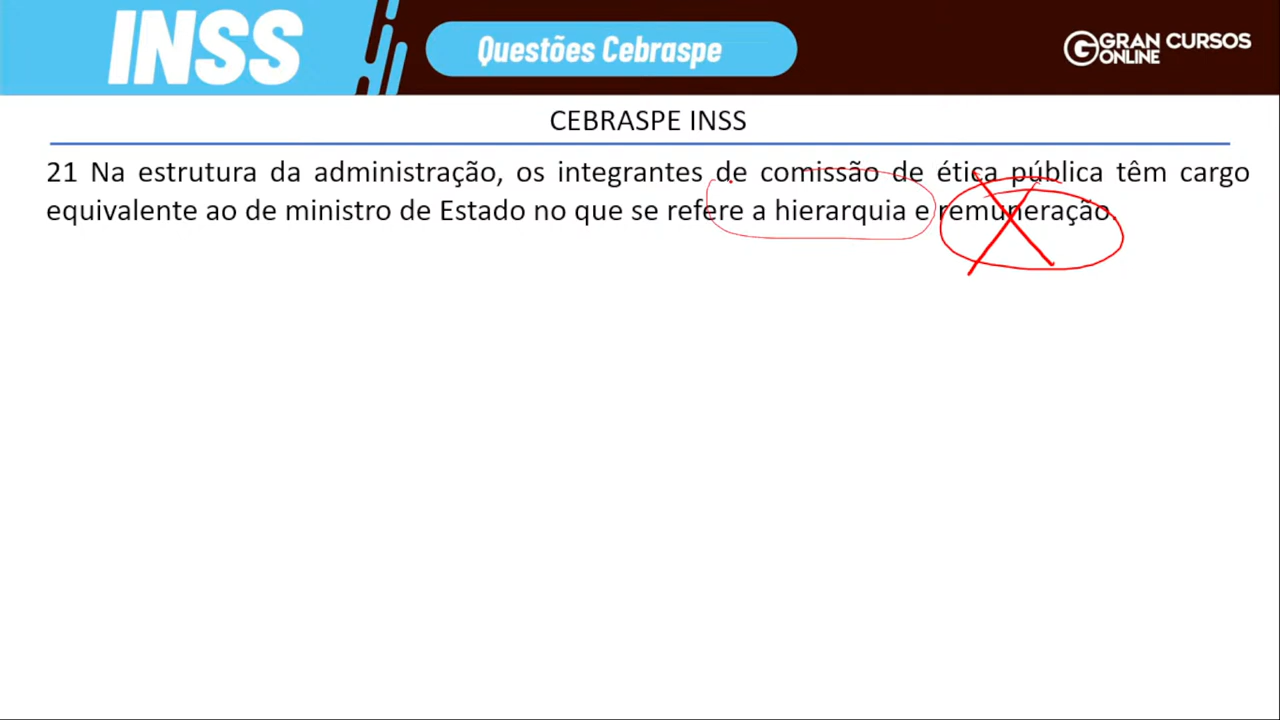 INSS
Questões Cebraspe
GRAN CURSOS
ONLINE
CEBRASPE INSS
21 Na estrutura da administração, os integrantes de comissão de ética pública têm cargo
equivalente ao de ministro de Estado no que se refere a hierarquia e remuneração.